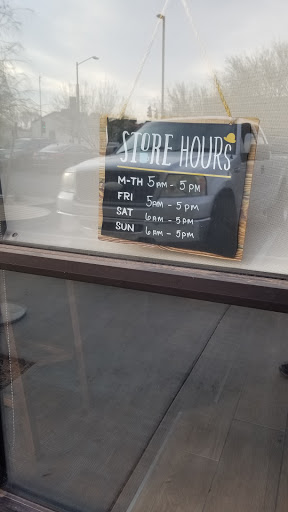 STORE HOURS
M-TH 5AM - 5PM
FRI 5AM - 5PM
SAT 6AM - 5PM
SUN 6AM - 5PM